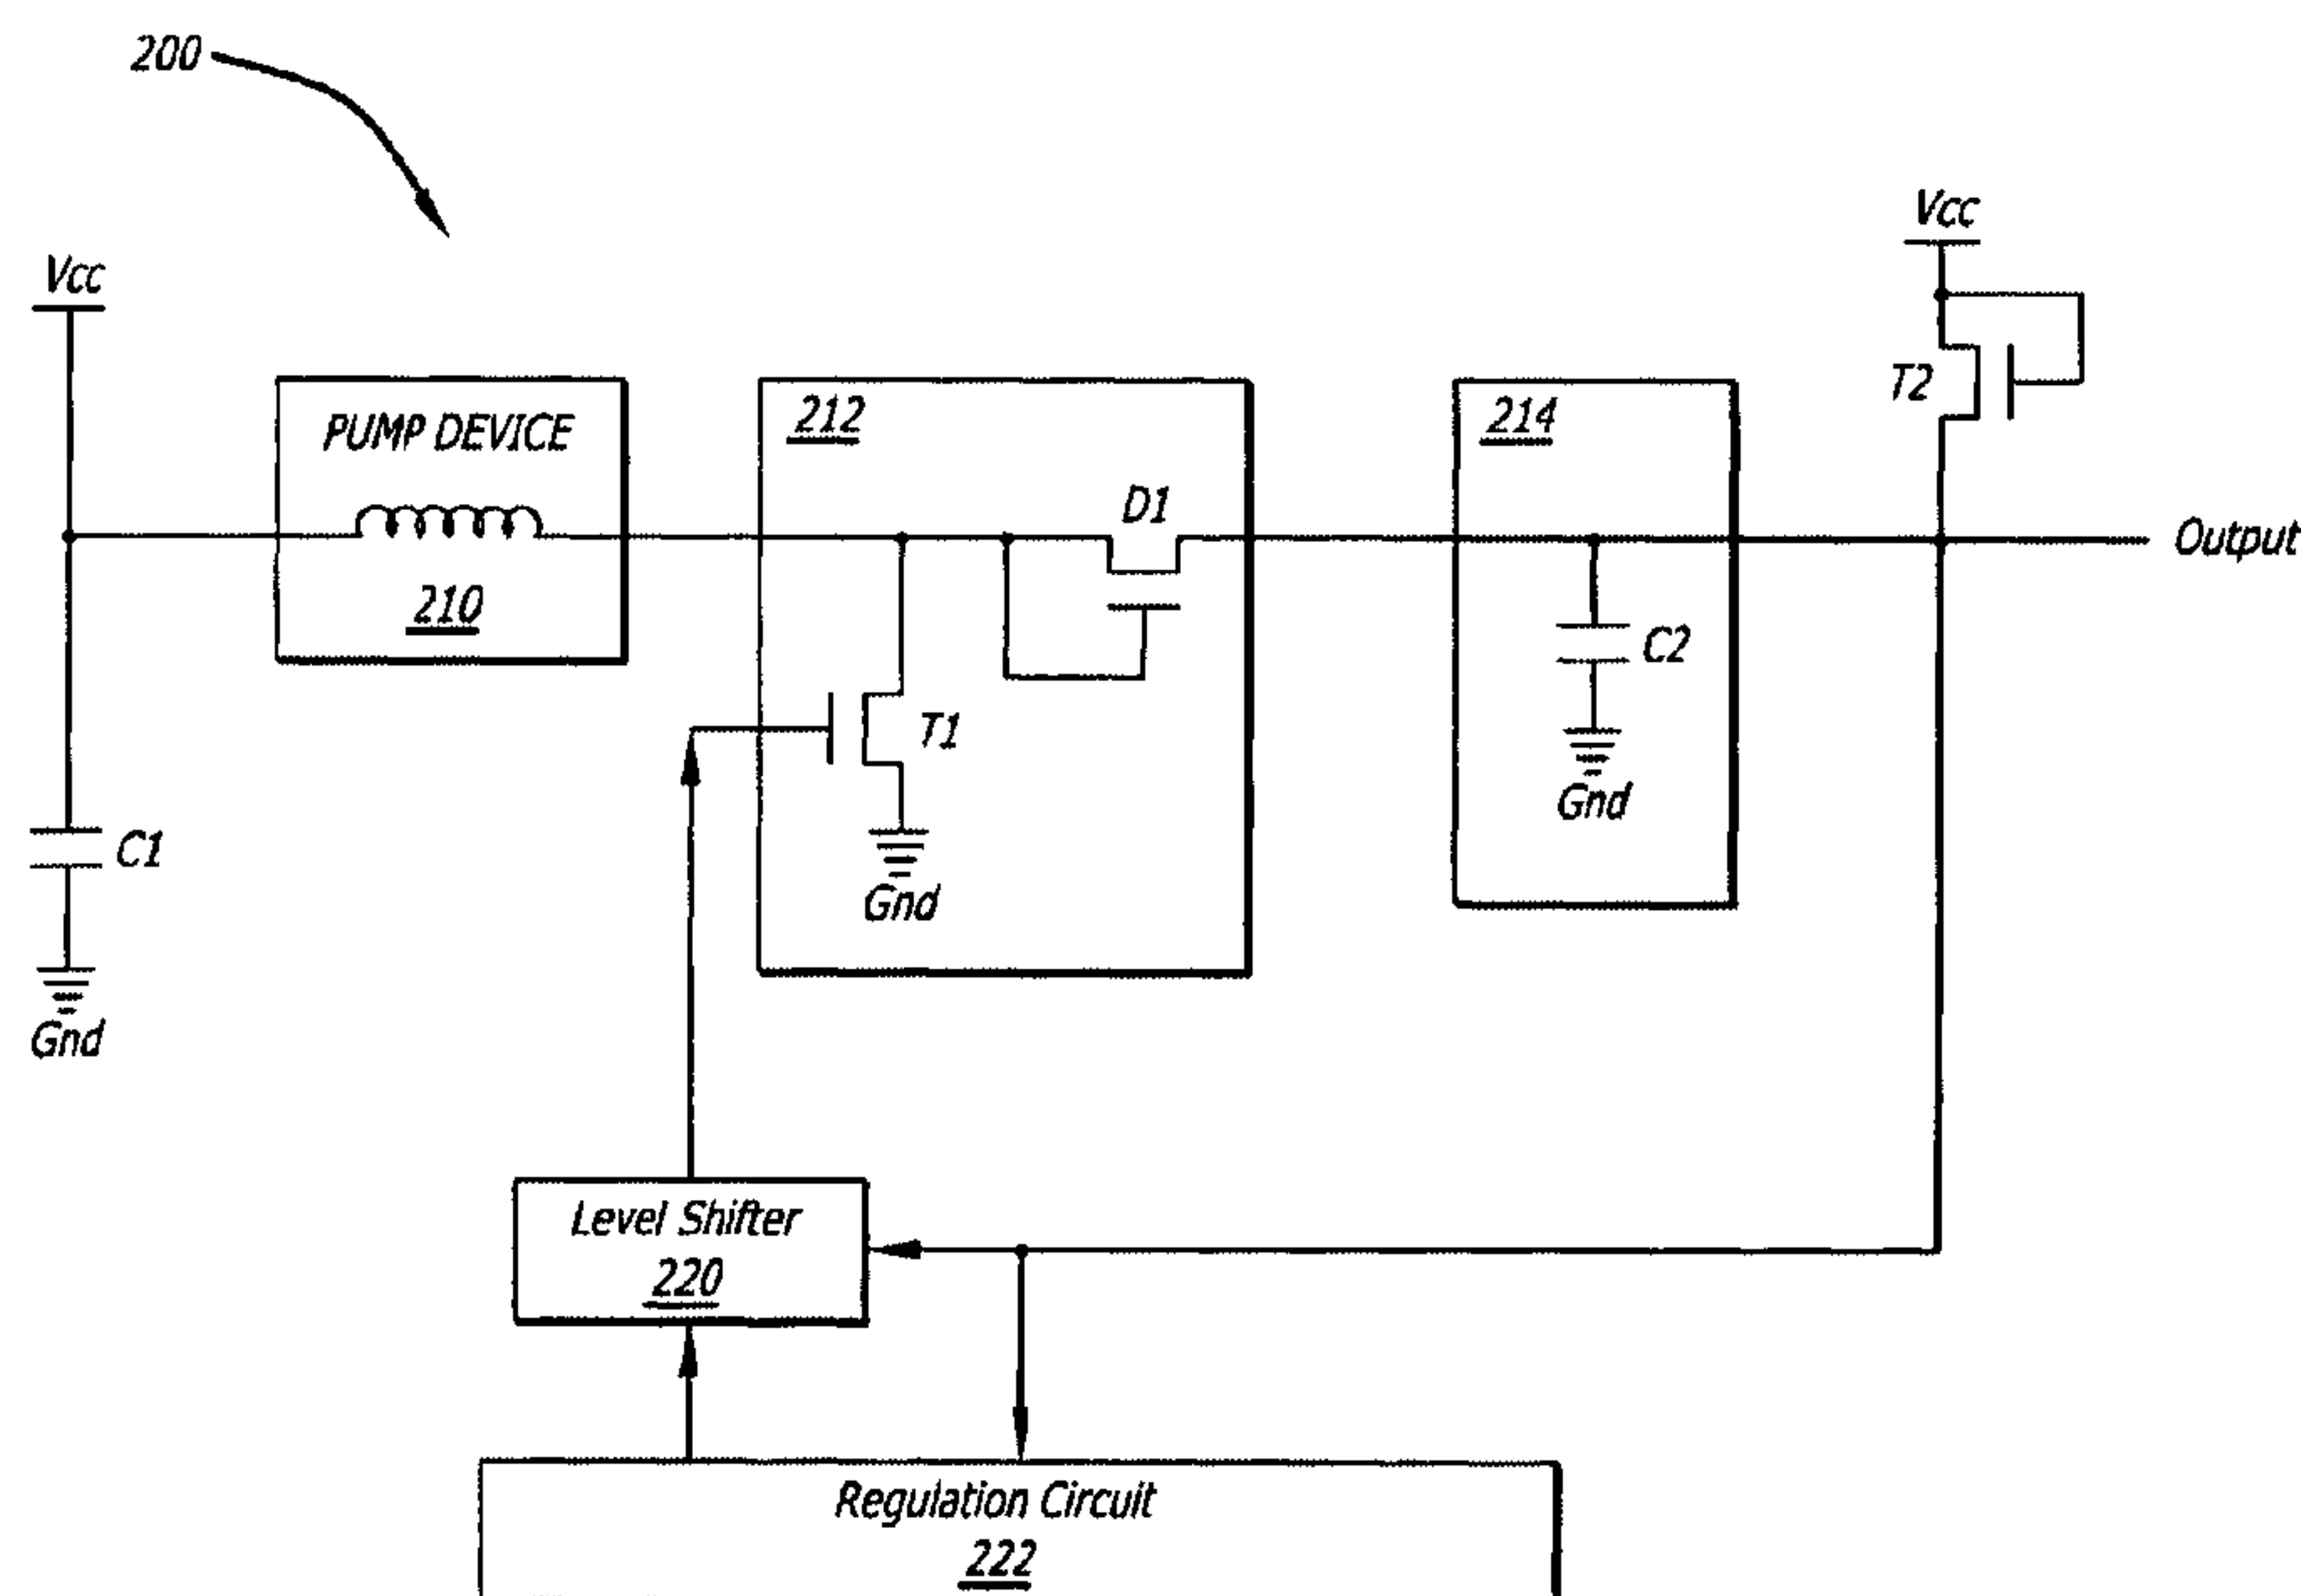 200
Vcc
Vcc
PUMP DEVICE
210
212
D1
T1
Gnd
214
C2
Gnd
T2
Output
C1
Gnd
Level Shifter
220
Regulation Circuit
222